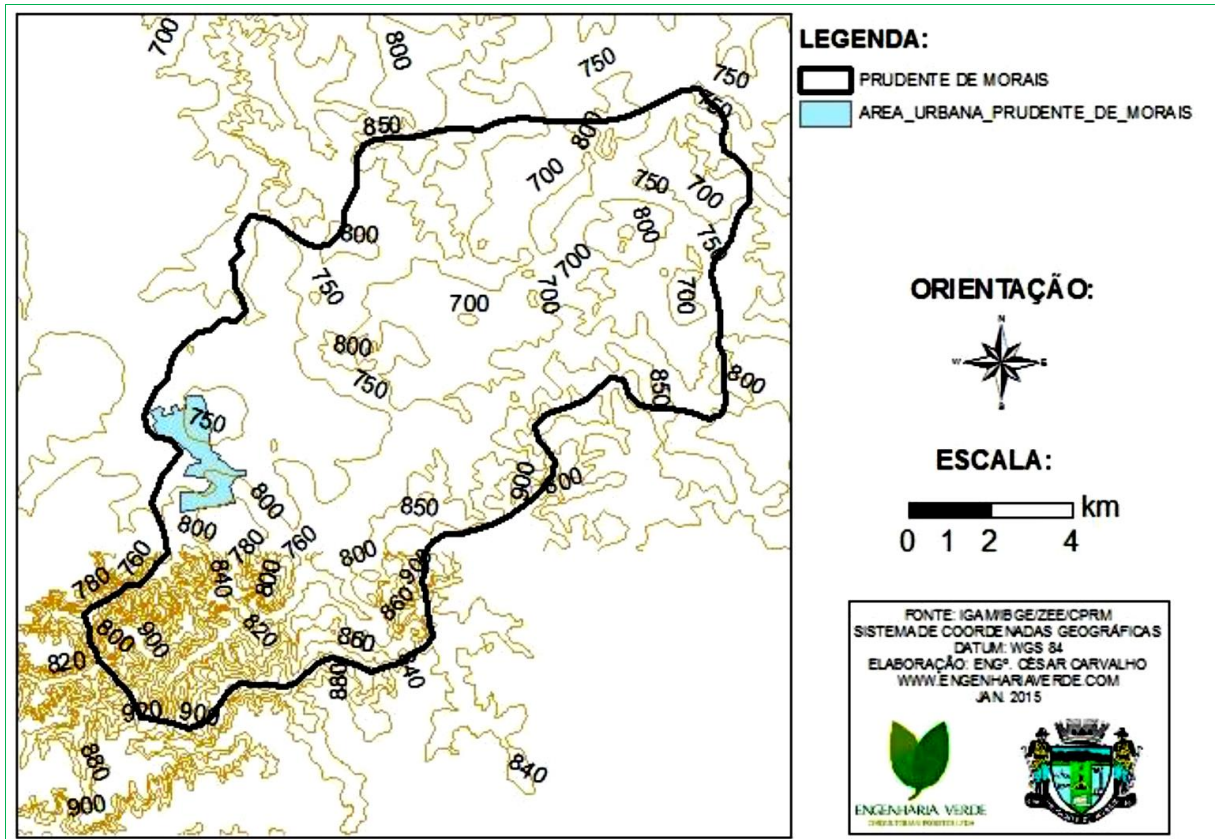 700
800
750
750
750
850
800
700
750
700
800
800
750
700
750
700
700
700
800
750
800
850
750
900
800
800
850
800
780
760
800
900
760
780
840
800
860
800
900
820
860
820
880
840
920
900
880
840
900
LEGENDA:
PRUDENTE DE MORAIS
AREA_URBANA_PRUDENTE_DE_MORAIS
ORIENTAÇÃO:
N
W
E
S
ESCALA:
km
0 1 2 4
FONTE: IGAM/IBGE/ZEE/CPRM
SISTEMA DE COORDENADAS GEOGRÁFICAS
DATUM: WGS 84
ELABORAÇÃO: ENGº. CÉSAR CARVALHO
WWW.ENGENHARIAVERDE.COM
JAN. 2015
ENGENHARIA VERDE